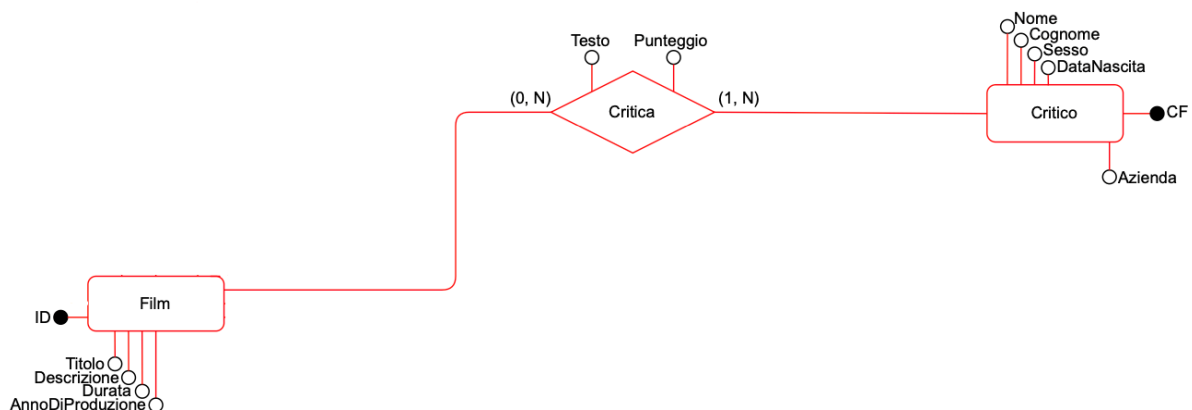 Nome
Cognome
Sesso
DataNascita
Testo Punteggio
(0, N) Critica (1, N)
Critico CF
Azienda
Film
ID
Titolo
Descrizione
Durata
AnnoDiProduzione